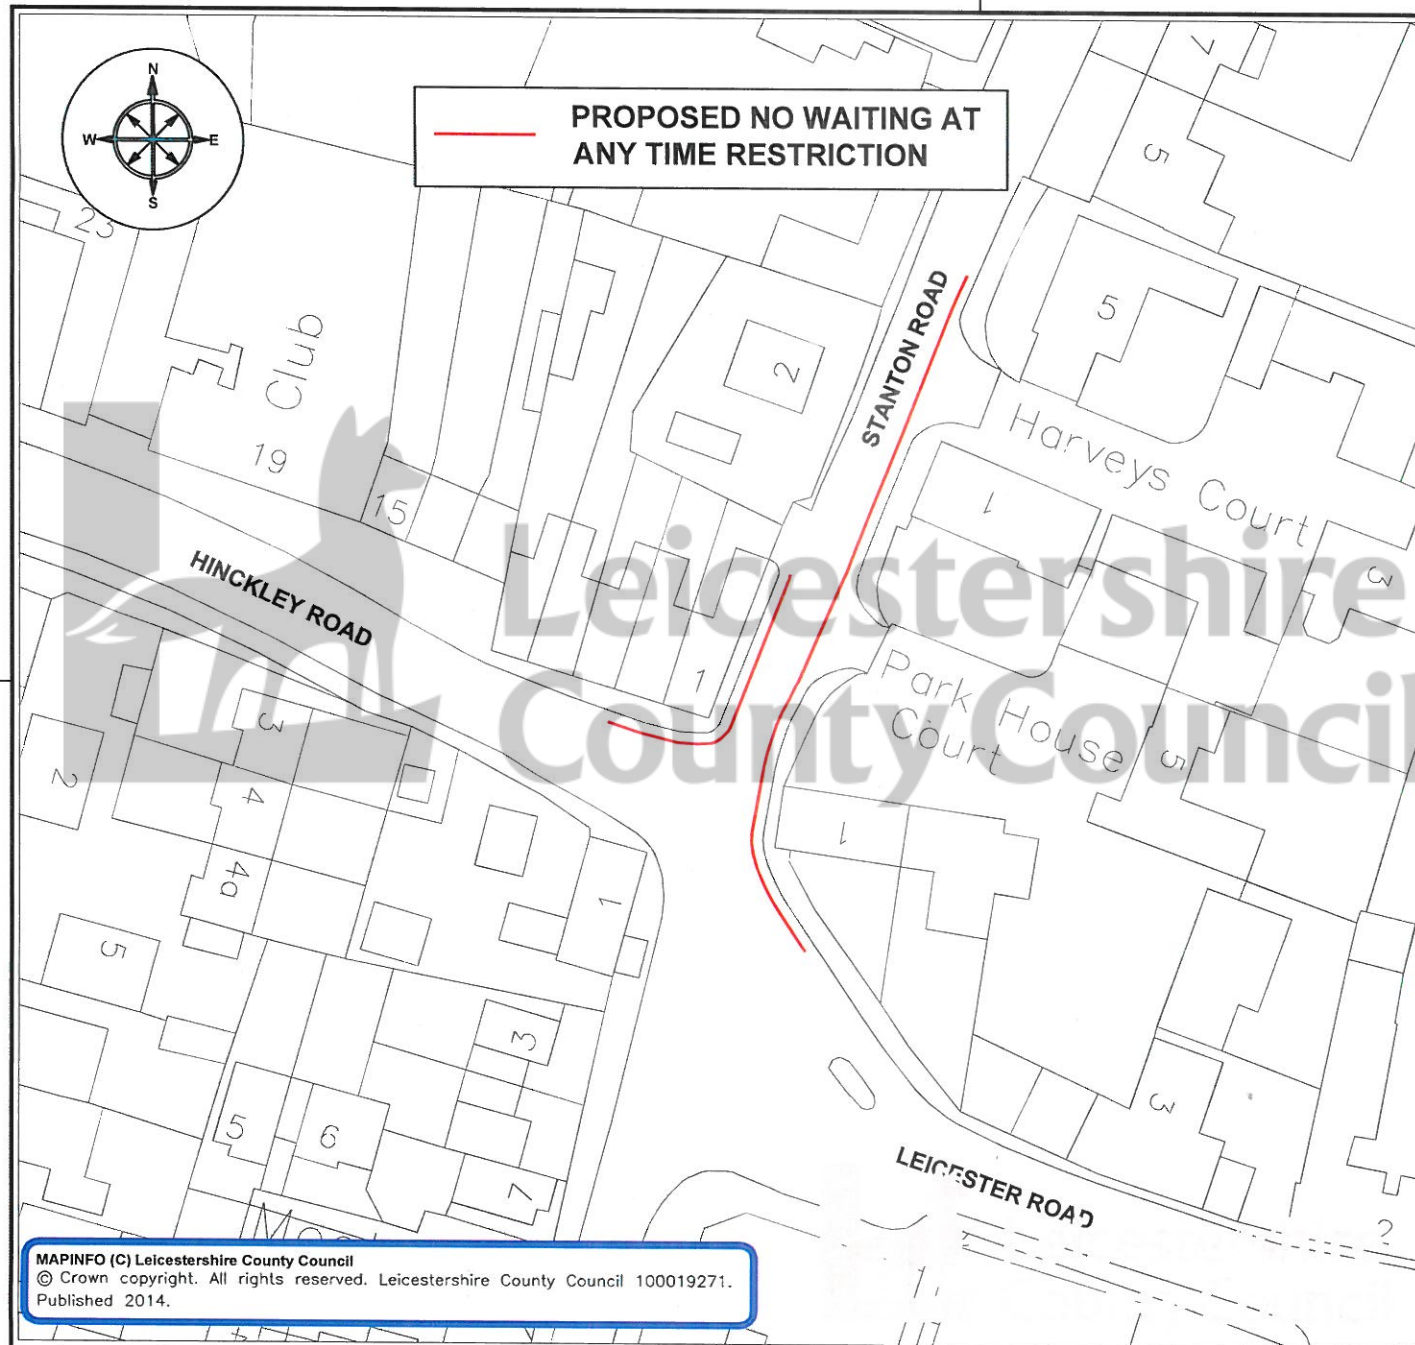 N
W E
S
PROPOSED NO WAITING AT
ANY TIME RESTRICTION
7
5
23
Club
19
15
2
STANTON ROAD
5
Harveys Court
1
3
HINCKLEY ROAD
Leicestershire
County Council
1
Park House
Court
5
1
3
2
4
4a
1
5
3
5
6
7
3
LEICESTER ROAD
2
MAPINFO (C) Leicestershire County Council
© Crown copyright. All rights reserved. Leicestershire County Council 100019271.
Published 2014.